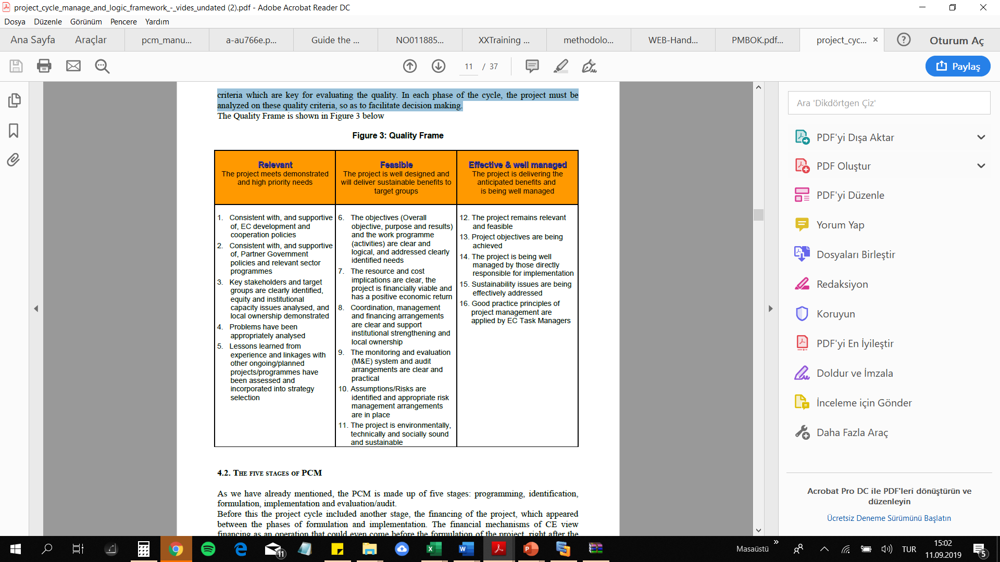 project_cycle_manage_and_logic_framework_-_vides_undated (2).pdf - Adobe Acrobat Reader DC
Dosya Düzenle Görünüm Pencere Yardım
Ana Sayfa Araçlar pcm_manu... a-au766e.p... Guide the ... NO011885... XXTraining ... methodolo... WEB-Hand... PMBOK.pdf... project_cyc... × ? Oturum Aç
11 / 37
Paylaş
criteria which are key for evaluating the quality. In each phase of the cycle, the project must be
analyzed on these quality criteria, so as to facilitate decision making.
The Quality Frame is shown in Figure 3 below
Figure 3: Quality Frame
Relevant
The project meets demonstrated
and high priority needs
Feasible
The project is well designed and
will deliver sustainable benefits to
target groups
Effective & well managed
The project is delivering the
anticipated benefits and
is being well managed
1. Consistent with, and supportive
of, EC development and
cooperation policies
2. Consistent with, and supportive
of, Partner Government
policies and relevant sector
programmes
3. Key stakeholders and target
groups are clearly identified,
equity and institutional
capacity issues analysed, and
local ownership demonstrated
4. Problems have been
appropriately analysed
5. Lessons learned from
experience and linkages with
other ongoing/planned
projects/programmes have
been assessed and
incorporated into strategy
selection
6. The objectives (Overall
objective, purpose and results)
and the work programme
(activities) are clear and
logical, and addressed clearly
identified needs
7. The resource and cost
implications are clear, the
project is financially viable and
has a positive economic return
8. Coordination, management
and financing arrangements
are clear and support
institutional strengthening and
local ownership
9. The monitoring and evaluation
(M&E) system and audit
arrangements are clear and
practical
10. Assumptions/Risks are
identified and appropriate risk
management arrangements
are in place
11. The project is environmentally,
technically and socially sound
and sustainable
12. The project remains relevant
and feasible
13. Project objectives are being
achieved
14. The project is being well
managed by those directly
responsible for implementation
15. Sustainability issues are being
effectively addressed
16. Good practice principles of
project management are
applied by EC Task Managers
4.2. THE FIVE STAGES OF PCM
As we have already mentioned, the PCM is made up of five stages: programming, identification,
formulation, implementation and evaluation/audit.
Before this the project cycle included another stage, the financing of the project, which appeared
between the phases of formulation and implementation. The financial mechanisms of CE view
financing as an operation that could even come before the formulation of the project, right after the
Ara 'Dikdörtgen Çiz'
PDF'yi Dışa Aktar
PDF Oluştur
PDF'yi Düzenle
Yorum Yap
Dosyaları Birleştir
Redaksiyon
Koruyun
PDF'yi En İyileştir
Doldur ve İmzala
İnceleme için Gönder
Daha Fazla Araç
Acrobat Pro DC ile PDF'leri dönüştürün ve
düzenleyin
Ücretsiz Deneme Sürümünü Başlatın
11
Masaüstü » TUR
15:02
11.09.2019
5